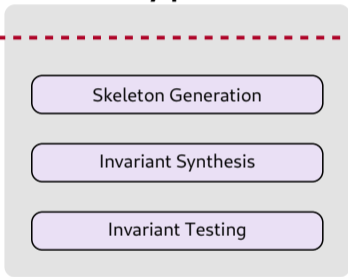 Skeleton Generation
Invariant Synthesis
Invariant Testing